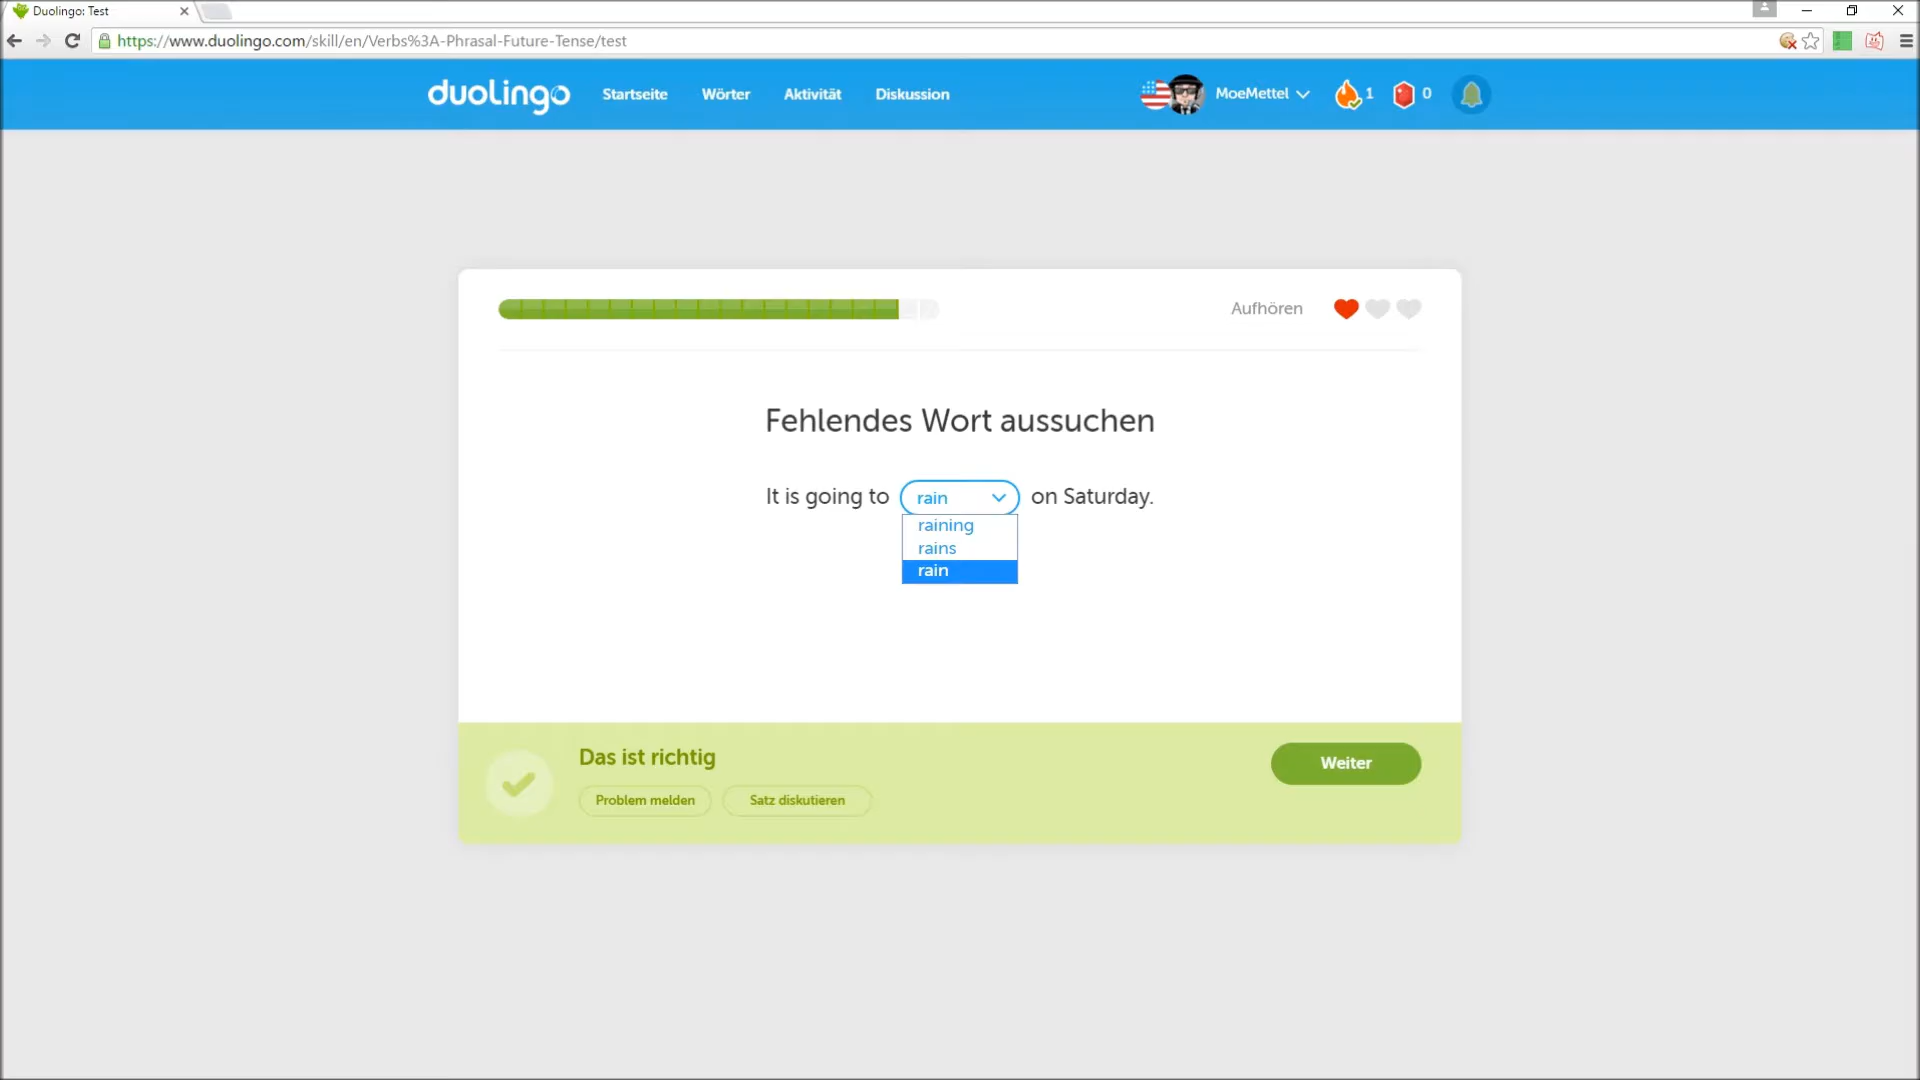 Duolingo: Test
https://www.duolingo.com/skill/en/Verbs%3A-Phrasal-Future-Tense/test
duolingo Startseite Wörter Aktivität Diskussion MoeMettel 1 0
Aufhören
Fehlendes Wort aussuchen
It is going to rain on Saturday.
raining
rains
rain
Das ist richtig
Weiter
Problem melden Satz diskutieren